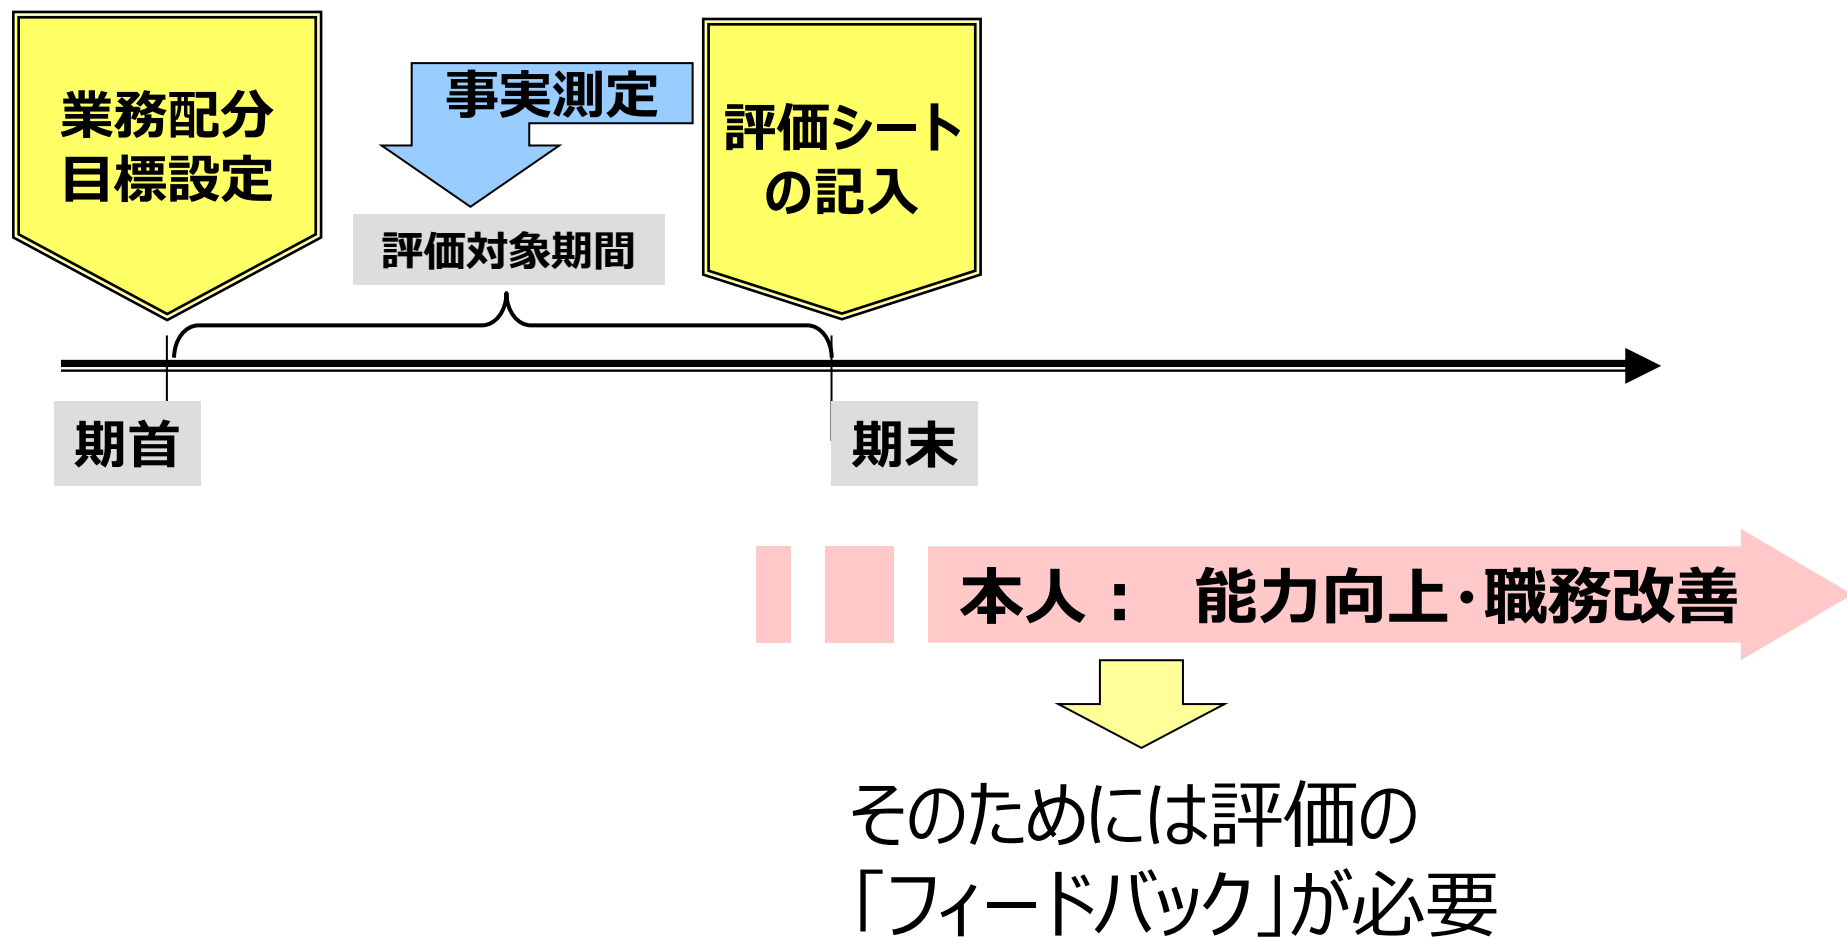 業務配分
目標設定
事実測定
評価シート
の記入
評価対象期間
期首
期末
本人： 能力向上・職務改善
そのためには評価の
「フィードバック」が必要